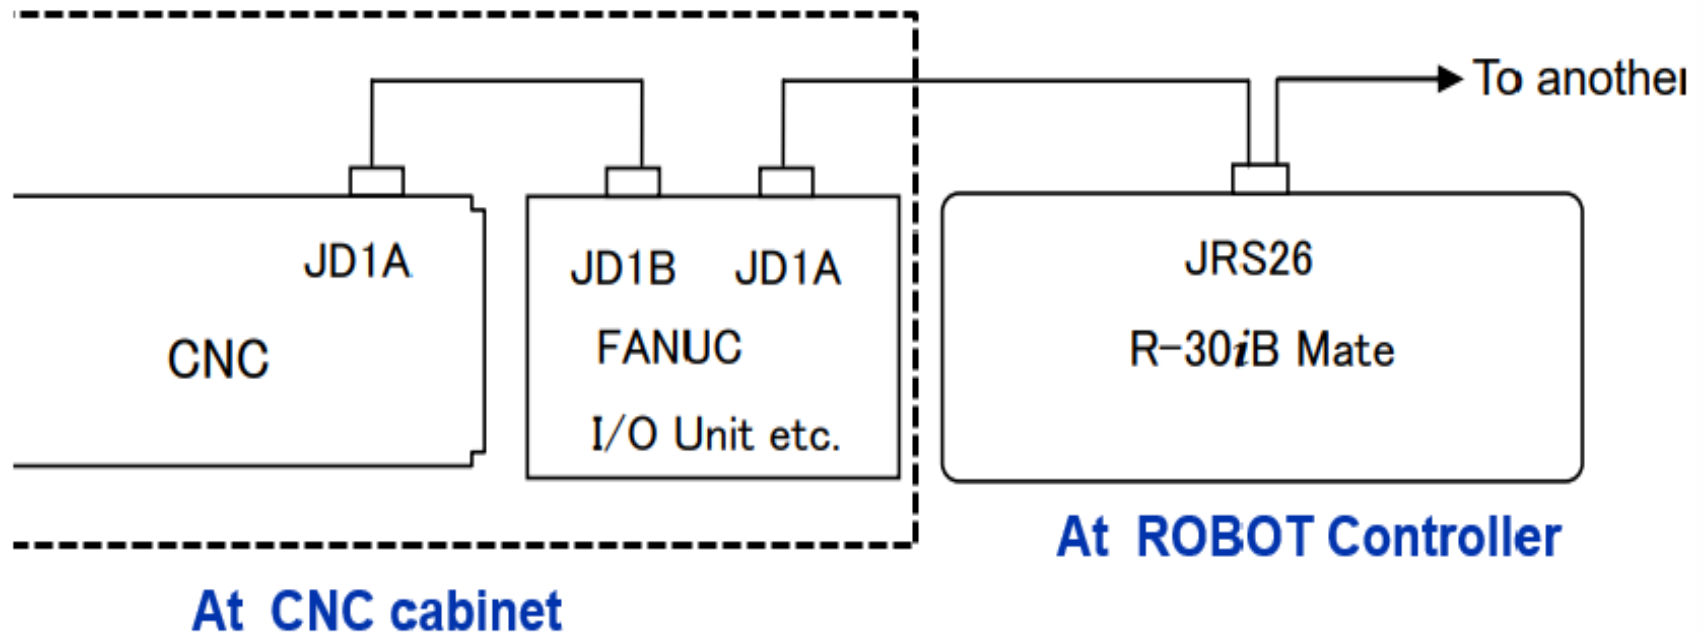 To another
JD1A
CNC
JD1B JD1A
FANUC
I/O Unit etc.
JRS26
R-30iB Mate
At ROBOT Controller
At CNC cabinet